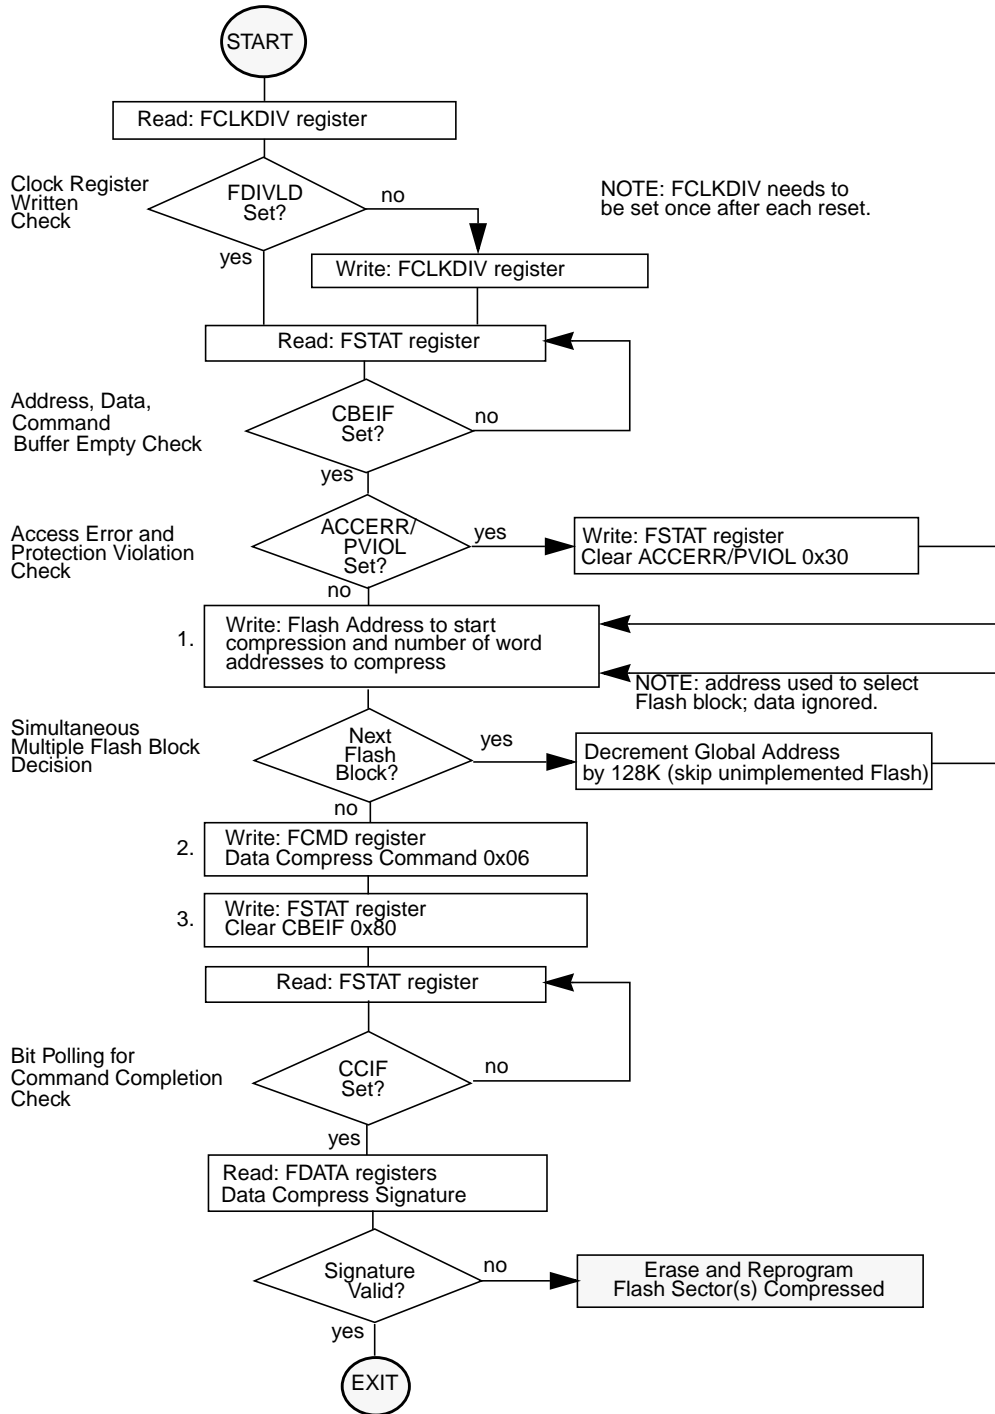 START
Read: FCLKDIV register
Clock Register
Written
Check
FDIVLD
Set?
no
yes
NOTE: FCLKDIV needs to
be set once after each reset.
Write: FCLKDIV register
Read: FSTAT register
Address, Data,
Command
Buffer Empty Check
CBEIF
Set?
no
yes
Access Error and
Protection Violation
Check
ACCERR/
PVIOL
Set?
yes
no
Write: FSTAT register
Clear ACCERR/PVIOL 0x30
1.
Write: Flash Address to start
compression and number of word
addresses to compress
NOTE: address used to select
Flash block; data ignored.
Simultaneous
Multiple Flash Block
Decision
Next
Flash
Block?
yes
no
Decrement Global Address
by 128K (skip unimplemented Flash)
2.
Write: FCMD register
Data Compress Command 0x06
3.
Write: FSTAT register
Clear CBEIF 0x80
Read: FSTAT register
Bit Polling for
Command Completion
Check
CCIF
Set?
no
yes
Read: FDATA registers
Data Compress Signature
Signature
Valid?
no
yes
Erase and Reprogram
Flash Sector(s) Compressed
EXIT